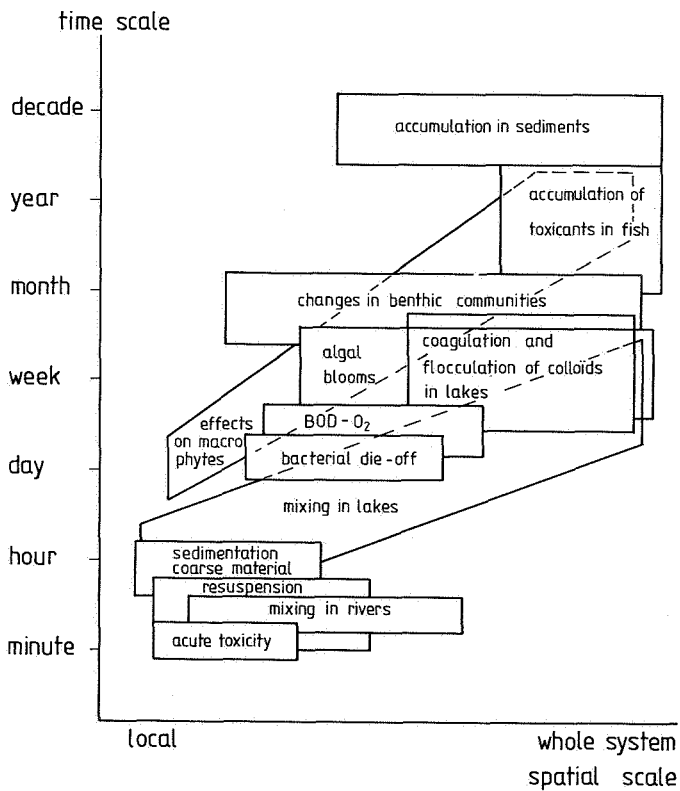 time scale
decade
accumulation in sediments
year
accumulation of
toxicants in fish
month
changes in benthic communities
algal
blooms
coagulation and
flocculation of colloids
in lakes
week
effects
on macro
phytes
BOD-O₂
day
bacterial die-off
mixing in lakes
hour
sedimentation
coarse material
resuspension
mixing in rivers
minute
acute toxicity
local
whole system
spatial scale